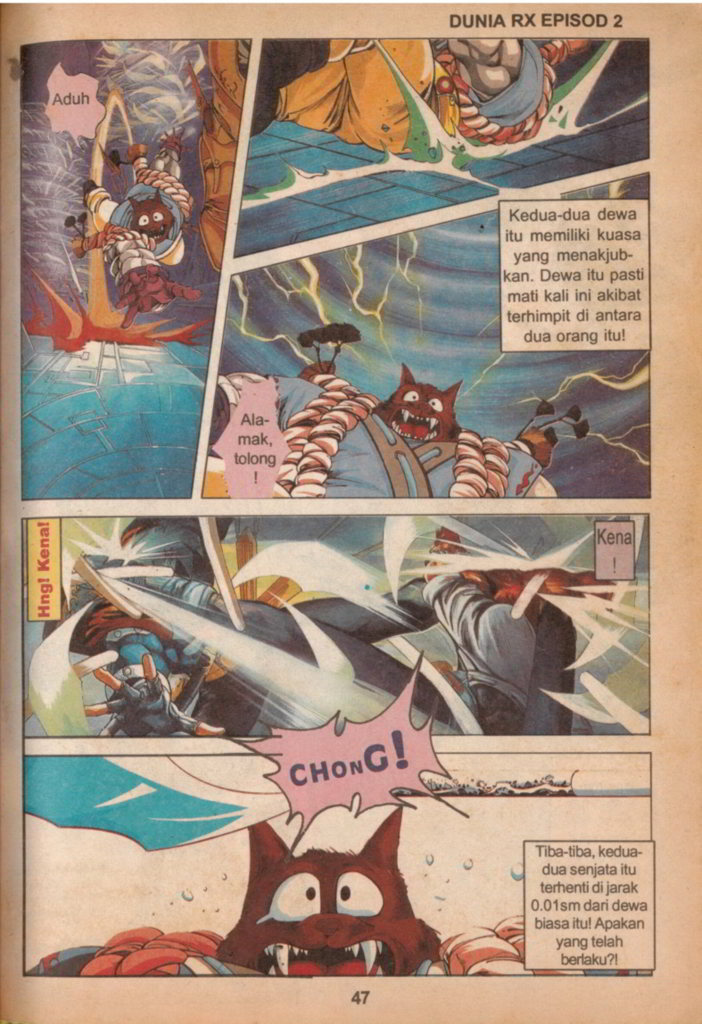 DUNIA RX EPISOD 2
Aduh
Kedua-dua dewa
itu memiliki kuasa
yang menakjub-
kan. Dewa itu pasti
mati kali ini akibat
terhimpit di antara
dua orang itu!
Ala-
mak,
tolong
!
Hng! Kena!
Kena
!
CHONG!
Tiba-tiba, kedua-
dua senjata itu
terhenti di jarak
0.01sm dari dewa
biasa itu! Apakan
yang telah
berlaku?!
47